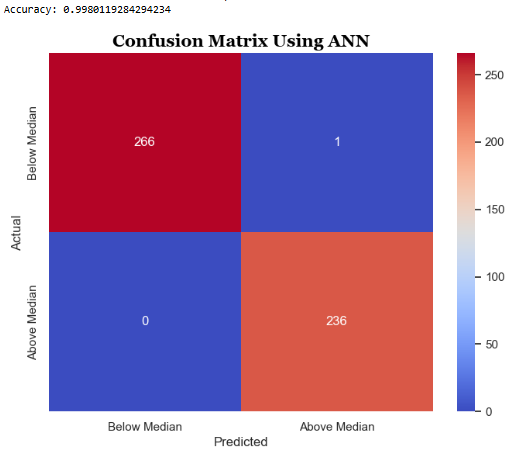 Accuracy: 0.9980119284294234
Confusion Matrix Using ANN
Below Median
266
1
Actual
Above Median
0
236
Below Median
Above Median
Predicted
250
200
150
100
50
0